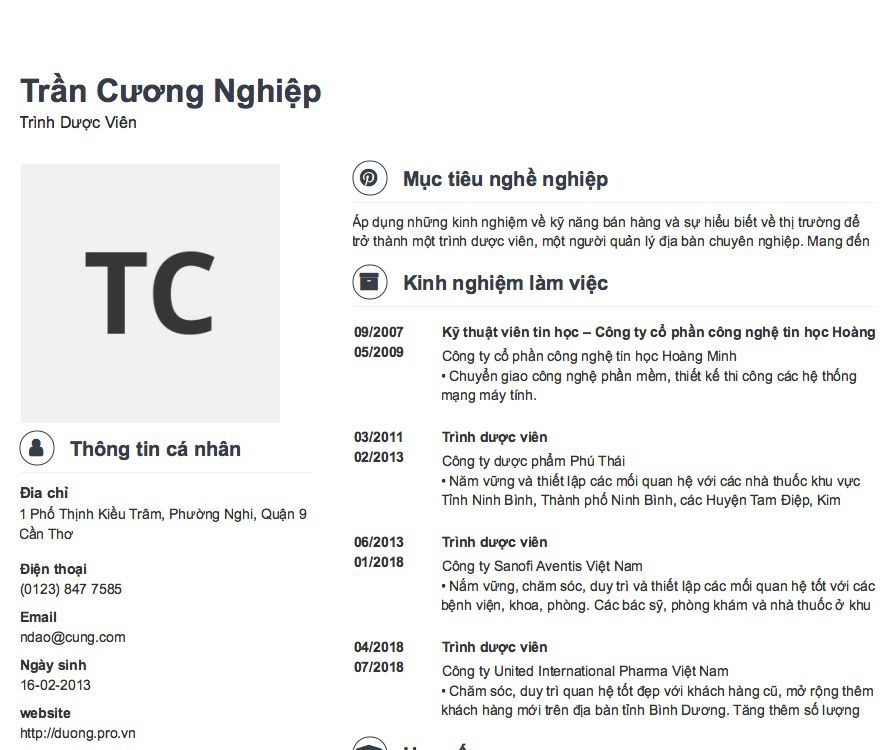 Trần Cương Nghiệp
Trình Dược Viên
TC
Thông tin cá nhân
Đia chỉ
1 Phố Thịnh Kiều Trâm, Phường Nghi, Quận 9
Cần Thơ
Điện thoại
(0123) 847 7585
Email
ndao@cung.com
Ngày sinh
16-02-2013
website
http://duong.pro.vn
Mục tiêu nghề nghiệp
Áp dụng những kinh nghiệm về kỹ năng bán hàng và sự hiểu biết về thị trường để
trở thành một trình dược viên, một người quản lý địa bàn chuyên nghiệp. Mang đến
Kinh nghiệm làm việc
09/2007
05/2009
Kỹ thuật viên tin học – Công ty cổ phần công nghệ tin học Hoàng
Công ty cổ phần công nghệ tin học Hoàng Minh
• Chuyển giao công nghệ phần mềm, thiết kế thi công các hệ thống
mạng máy tính.
03/2011
02/2013
Trình dược viên
Công ty dược phẩm Phú Thái
• Năm vững và thiết lập các mối quan hệ với các nhà thuốc khu vực
Tỉnh Ninh Bình, Thành phố Ninh Bình, các Huyện Tam Điệp, Kim
06/2013
01/2018
Trình dược viên
Công ty Sanofi Aventis Việt Nam
• Nắm vững, chăm sóc, duy trì và thiết lập các mối quan hệ tốt với các
bệnh viện, khoa, phòng. Các bác sỹ, phòng khám và nhà thuốc ở khu
04/2018
07/2018
Trình dược viên
Công ty United International Pharma Việt Nam
• Chăm sóc, duy trì quan hệ tốt đẹp với khách hàng cũ, mở rộng thêm
khách hàng mới trên địa bàn tỉnh Bình Dương. Tăng thêm số lượng